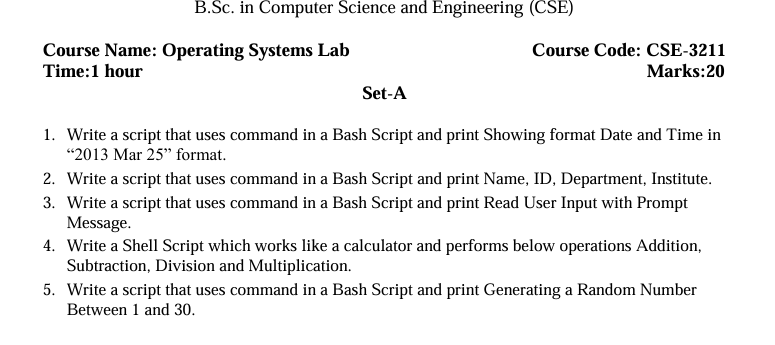 B.Sc. in Computer Science and Engineering (CSE)
Course Name: Operating Systems Lab Course Code: CSE-3211
Time:1 hour Marks:20
Set-A
1. Write a script that uses command in a Bash Script and print Showing format Date and Time in
“2013 Mar 25” format.
2. Write a script that uses command in a Bash Script and print Name, ID, Department, Institute.
3. Write a script that uses command in a Bash Script and print Read User Input with Prompt
Message.
4. Write a Shell Script which works like a calculator and performs below operations Addition,
Subtraction, Division and Multiplication.
5. Write a script that uses command in a Bash Script and print Generating a Random Number
Between 1 and 30.